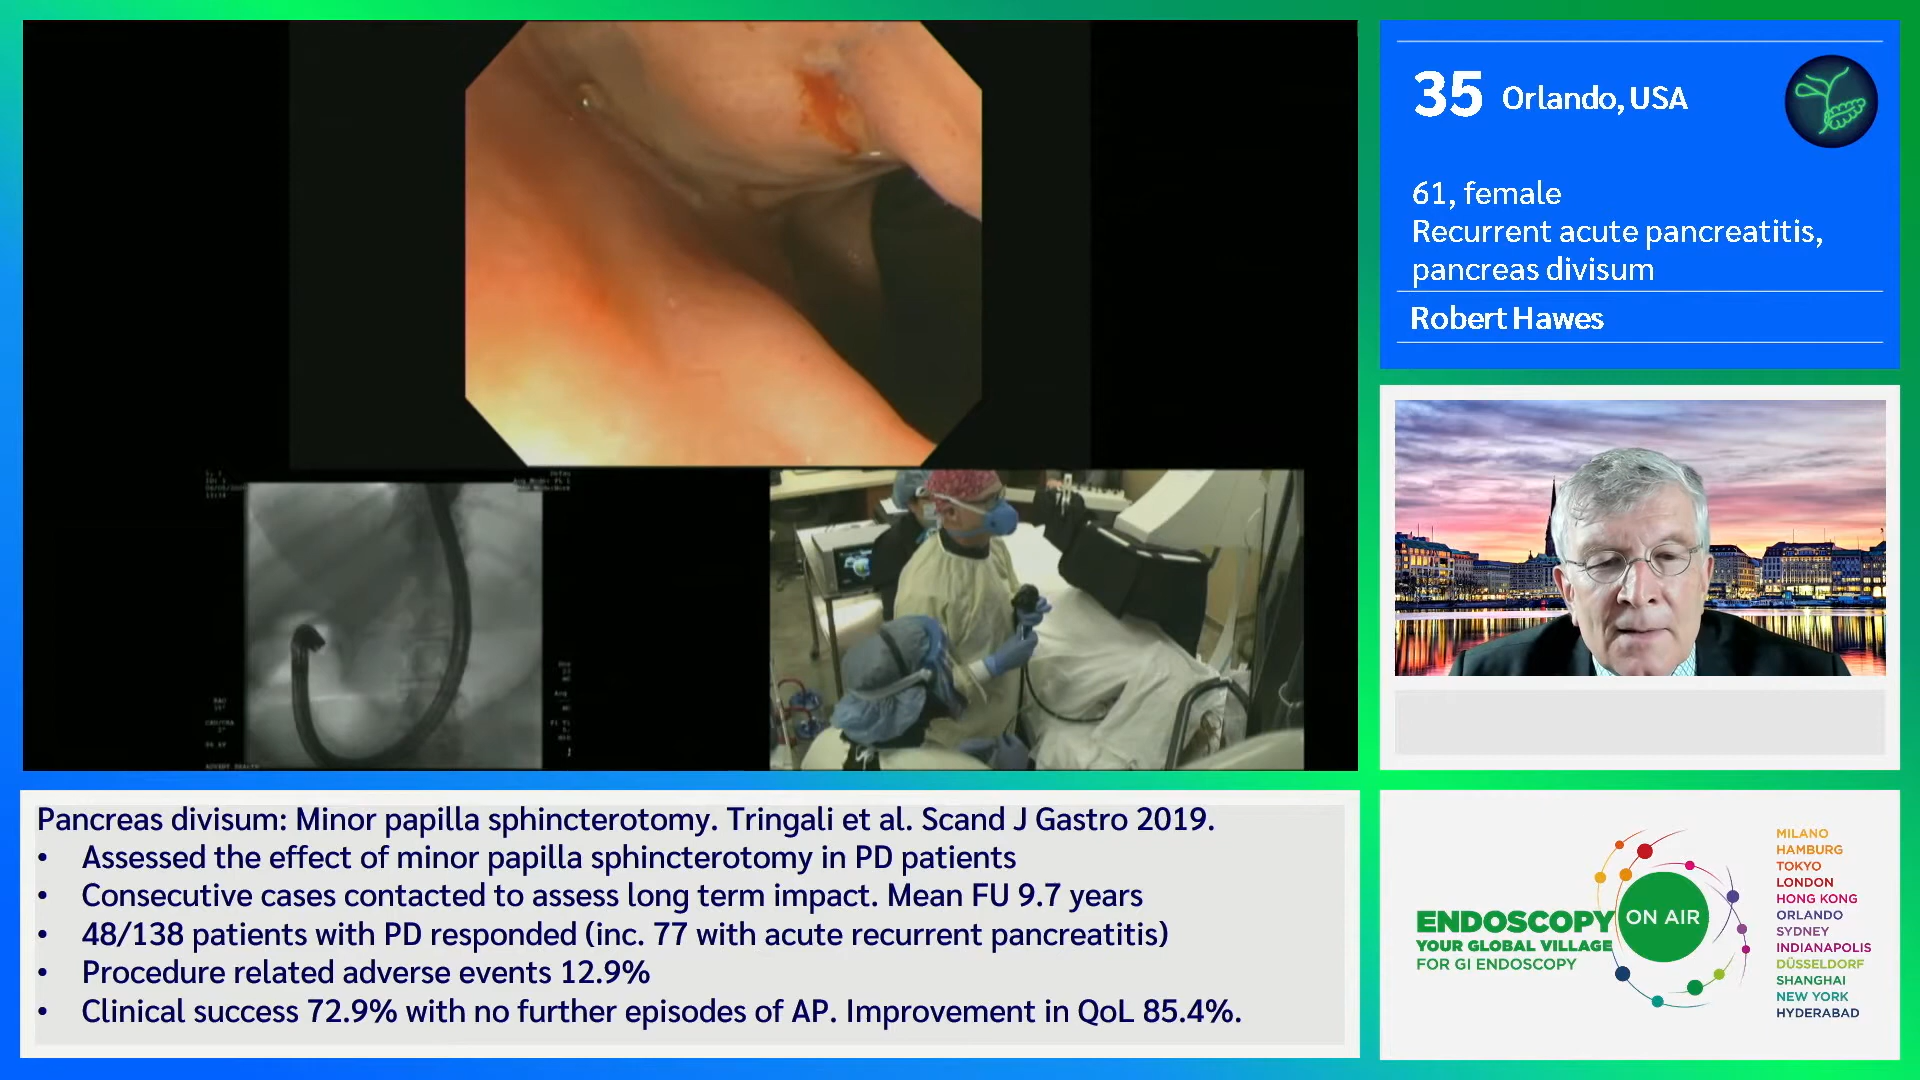 35 Orlando, USA
61, female
Recurrent acute pancreatitis,
pancreas divisum
Robert Hawes
Pancreas divisum: Minor papilla sphincterotomy. Tringali et al. Scand J Gastro 2019.
• Assessed the effect of minor papilla sphincterotomy in PD patients
• Consecutive cases contacted to assess long term impact. Mean FU 9.7 years
• 48/138 patients with PD responded (inc. 77 with acute recurrent pancreatitis)
• Procedure related adverse events 12.9%
• Clinical success 72.9% with no further episodes of AP. Improvement in QoL 85.4%.
ENDOSCOPY ON AIR
YOUR GLOBAL VILLAGE
FOR GI ENDOSCOPY
MILANO
HAMBURG
TOKYO
LONDON
HONG KONG
ORLANDO
SYDNEY
INDIANAPOLIS
DÜSSELDORF
SHANGHAI
NEW YORK
HYDERABAD